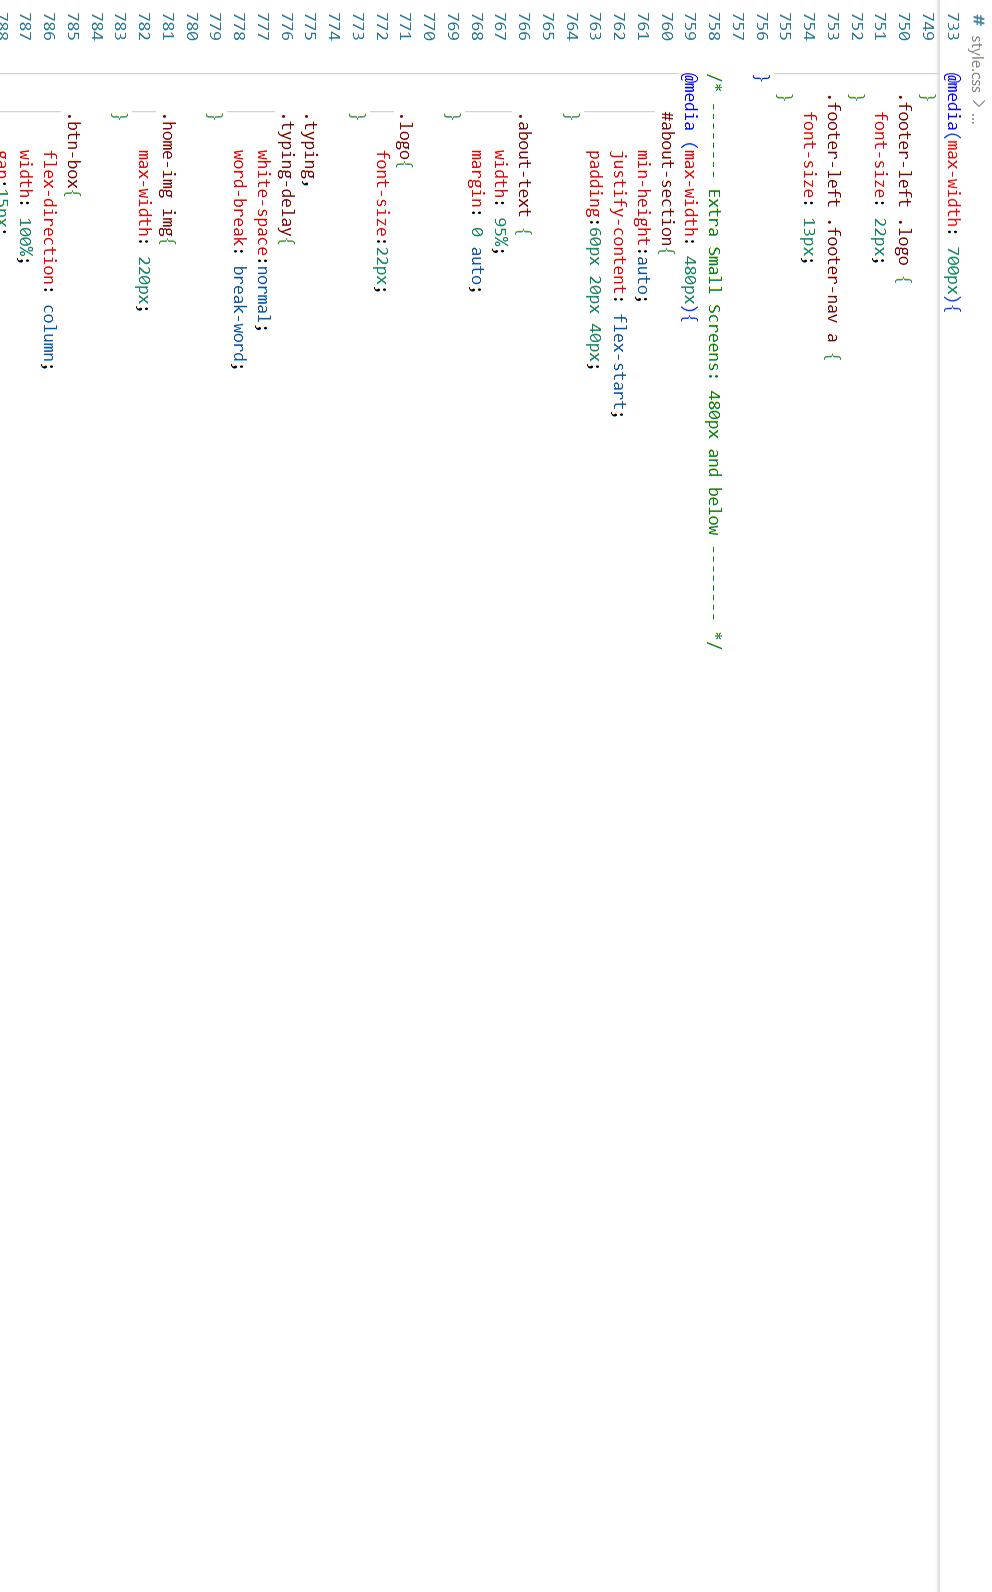 # style.css > ...
733 @media(max-width: 700px){
749 }
750 .footer-left .logo {
751 font-size: 22px;
752 }
753 .footer-left .footer-nav a {
754 font-size: 13px;
755 }
756 }
757
758 /* -------- Extra Small Screens: 480px and below -------- */
759 @media (max-width: 480px){
760 #about-section{
761 min-height:auto;
762 justify-content: flex-start;
763 padding:60px 20px 40px;
764 }
765
766 .about-text {
767 width: 95%;
768 margin: 0 auto;
769 }
770
771 .logo{
772 font-size:22px;
773 }
774
775 .typing,
776 .typing-delay{
777 white-space:normal;
778 word-break: break-word;
779 }
780
781 .home-img img{
782 max-width: 220px;
783 }
784
785 .btn-box{
786 flex-direction: column;
787 width: 100%;
788 gap:15px;